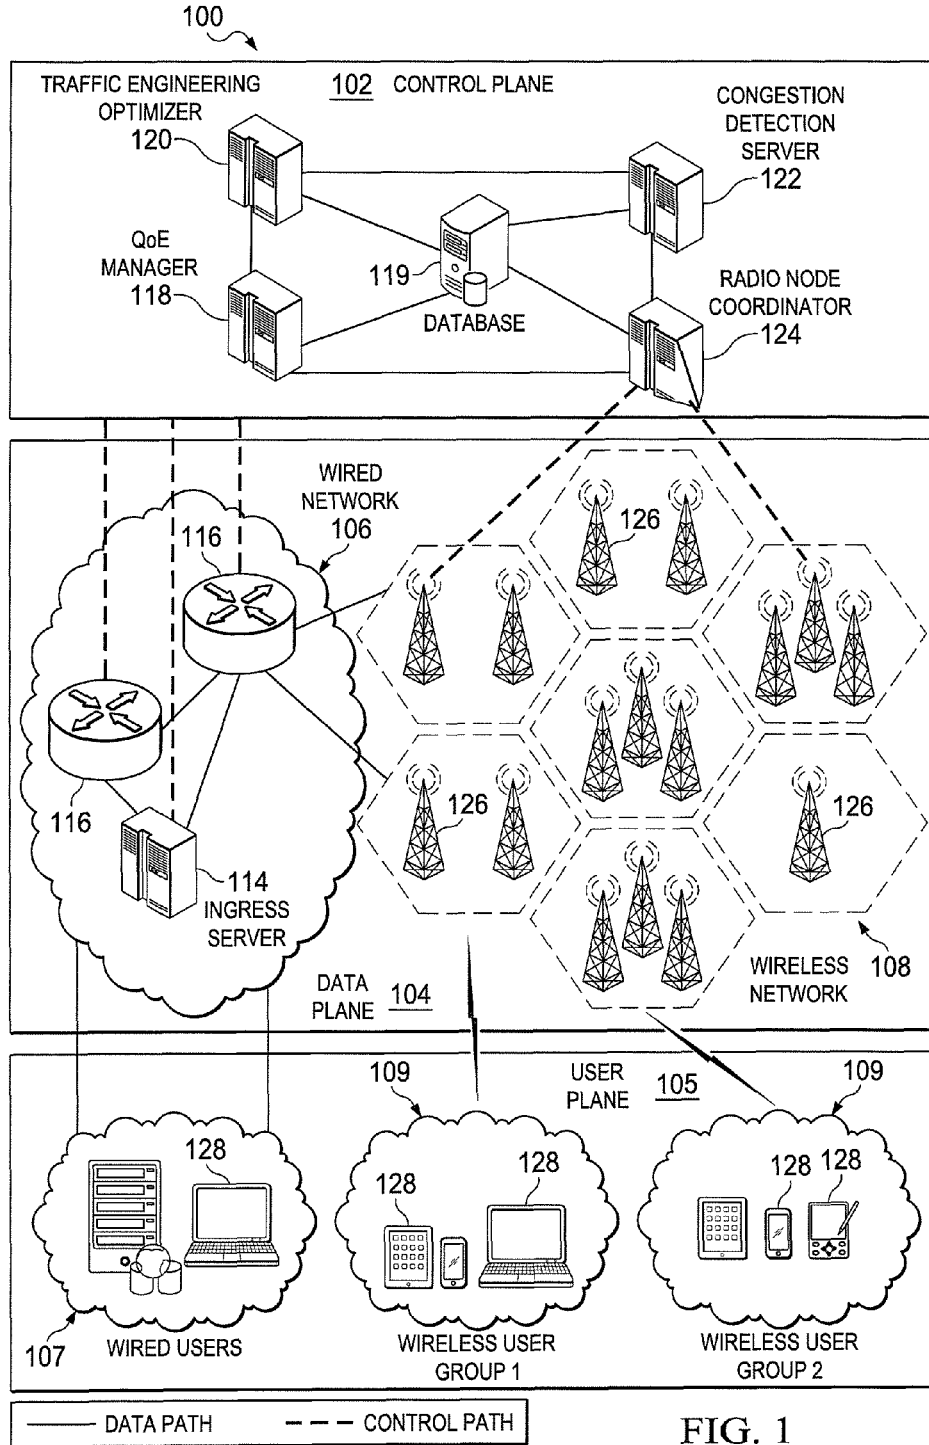 100
TRAFFIC ENGINEERING
OPTIMIZER
120
102 CONTROL PLANE
CONGESTION
DETECTION
SERVER
122
QoE
MANAGER
118
119
DATABASE
RADIO NODE
COORDINATOR
124
WIRED
NETWORK
106
116
126
116
126
126
114
INGRESS
SERVER
DATA
PLANE 104
WIRELESS
NETWORK
108
USER
PLANE 105
109
109
128
128
128
128
128
107
WIRED USERS
WIRELESS USER
GROUP 1
WIRELESS USER
GROUP 2
DATA PATH
CONTROL PATH
FIG. 1